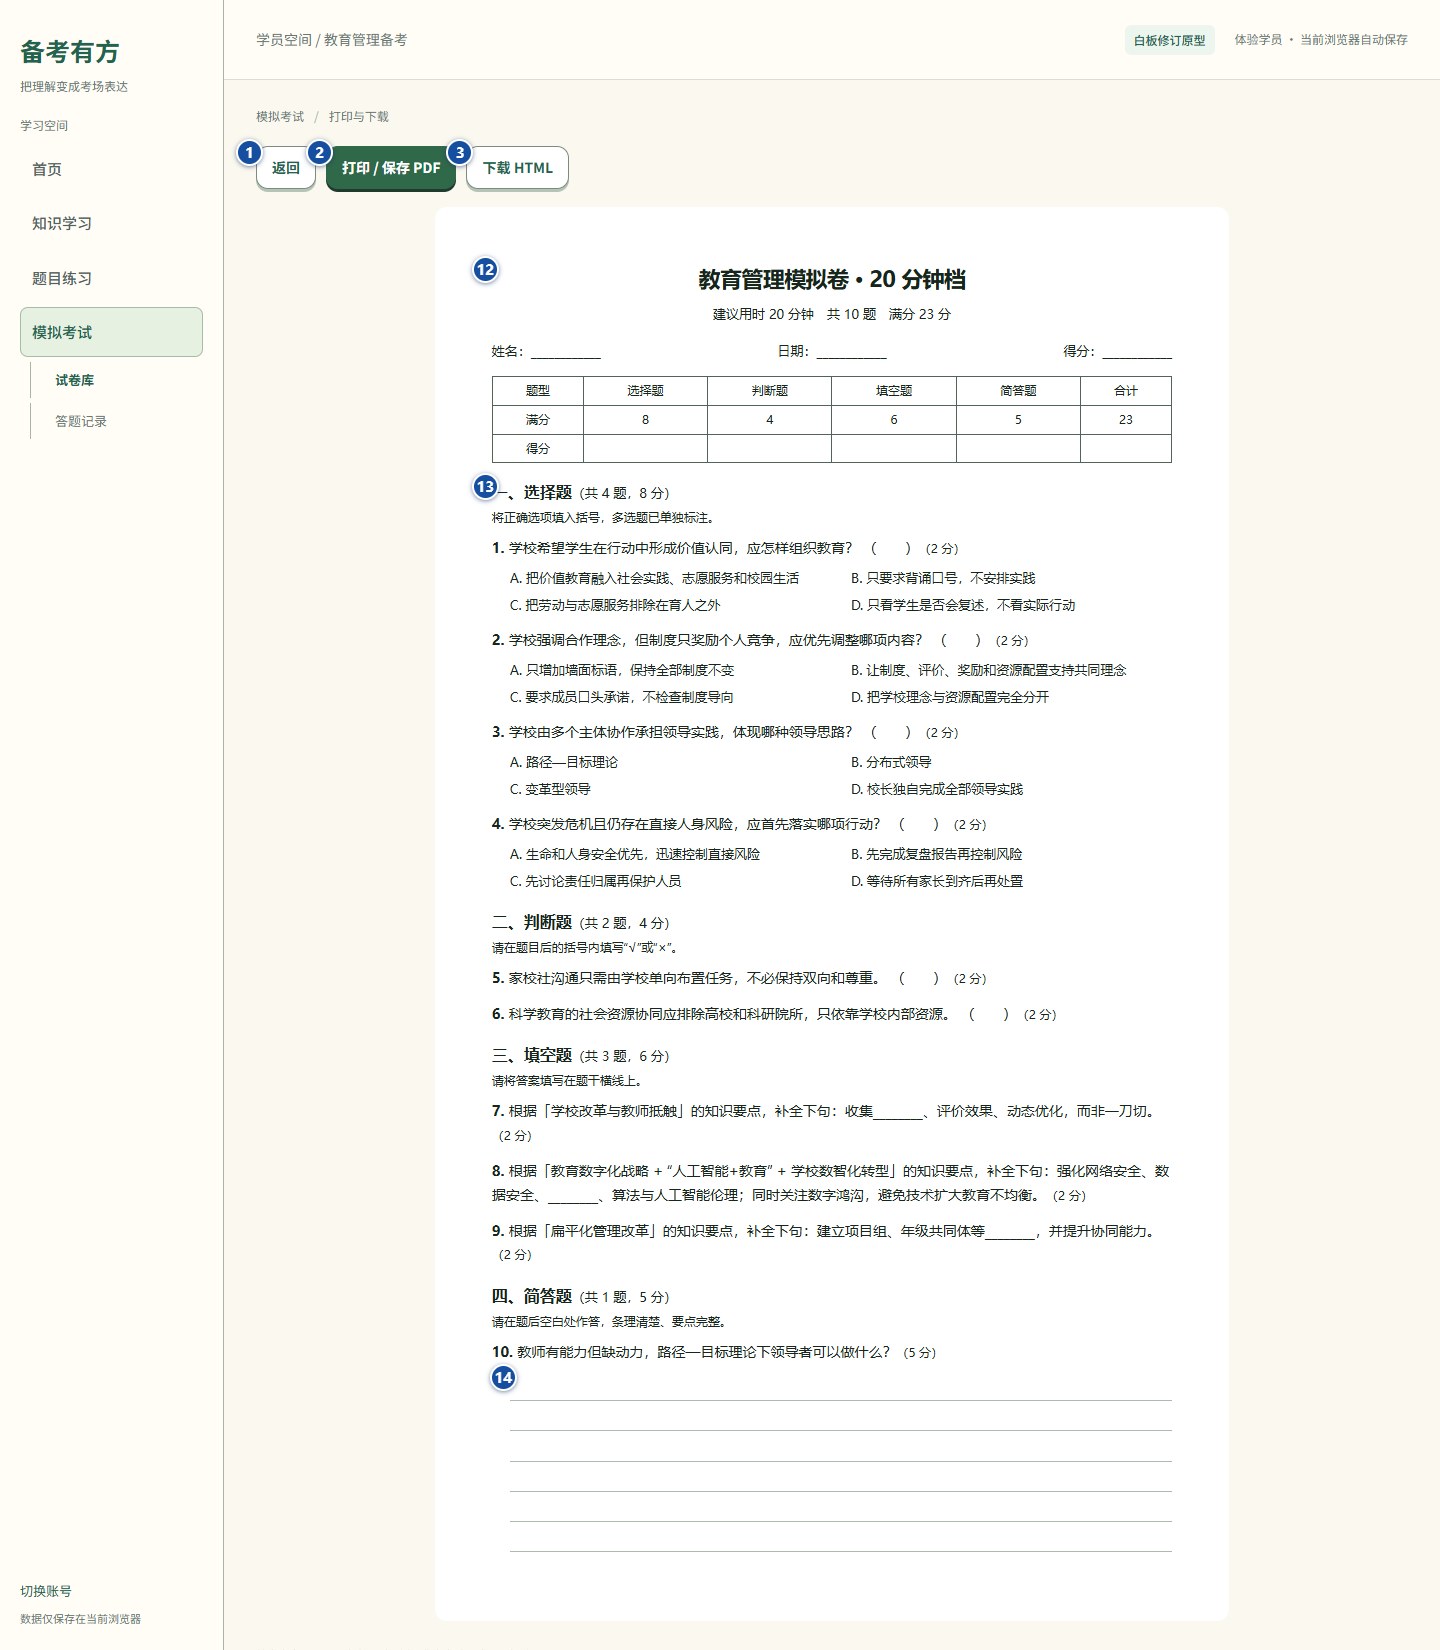 备考有方
把理解变成考场表达
学习空间
首页
知识学习
题目练习
模拟考试
试卷库
答题记录
切换账号
数据仅保存在当前浏览器
学员空间 / 教育管理备考
白板修订原型
体验学员 · 当前浏览器自动保存
模拟考试 / 打印与下载
1 返回 2 打印 / 保存 PDF 3 下载 HTML
12
教育管理模拟卷 · 20 分钟档
建议用时 20 分钟 共 10 题 满分 23 分
姓名：__________ 日期：__________ 得分：__________
题型 选择题 判断题 填空题 简答题 合计
满分 8 4 6 5 23
得分
13
一、选择题（共 4 题，8 分）
将正确选项填入括号，多选题已单独标注。
1. 学校希望学生在行动中形成价值认同，应怎样组织教育？（　　）（2 分）
A. 把价值教育融入社会实践、志愿服务和校园生活 B. 只要求背诵口号，不安排实践
C. 把劳动与志愿服务排除在育人之外 D. 只看学生是否会复述，不看实际行动
2. 学校强调合作理念，但制度只奖励个人竞争，应优先调整哪项内容？（　　）（2 分）
A. 只增加墙面标语，保持全部制度不变 B. 让制度、评价、奖励和资源配置支持共同理念
C. 要求成员口头承诺，不检查制度导向 D. 把学校理念与资源配置完全分开
3. 学校由多个主体协作承担领导实践，体现哪种领导思路？（　　）（2 分）
A. 路径—目标理论 B. 分布式领导
C. 变革型领导 D. 校长独自完成全部领导实践
4. 学校突发危机且仍存在直接人身风险，应首先落实哪项行动？（　　）（2 分）
A. 生命和人身安全优先，迅速控制直接风险 B. 先完成复盘报告再控制风险
C. 先讨论责任归属再保护人员 D. 等待所有家长到齐后再处置
二、判断题（共 2 题，4 分）
请在题目后的括号内填写“√”或“×”。
5. 家校社沟通只需由学校单向布置任务，不必保持双向和尊重。（　　）（2 分）
6. 科学教育的社会资源协同应排除高校和科研院所，只依靠学校内部资源。（　　）（2 分）
三、填空题（共 3 题，6 分）
请将答案填写在题干横线上。
7. 根据「学校改革与教师抵触」的知识要点，补全下句：收集_______、评价效果、动态优化，而非一刀切。
（2 分）
8. 根据「教育数字化战略 + “人工智能+教育” + 学校数智化转型」的知识要点，补全下句：强化网络安全、数
据安全、_______、算法与人工智能伦理；同时关注数字鸿沟，避免技术扩大教育不均衡。（2 分）
9. 根据「扁平化管理改革」的知识要点，补全下句：建立项目组、年级共同体等_______，并提升协同能力。
（2 分）
四、简答题（共 1 题，5 分）
请在题后空白处作答，条理清楚、要点完整。
10. 教师有能力但缺动力，路径—目标理论下领导者可以做什么？（5 分）
14